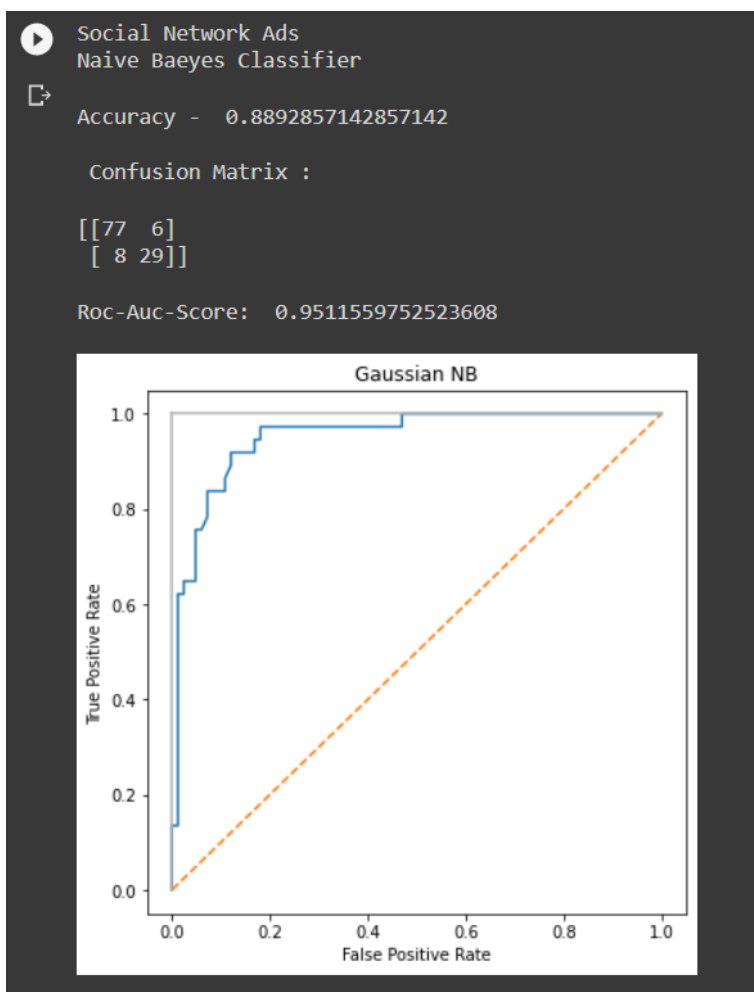 Social Network Ads
Naive Baeyes Classifier
Accuracy -  0.8892857142857142
Confusion Matrix :
[[77  6]
[ 8 29]]
Roc-Auc-Score:  0.9511559752523608
Gaussian NB
1.0
0.8
0.6
0.4
0.2
0.0
True Positive Rate
0.0 0.2 0.4 0.6 0.8 1.0
False Positive Rate